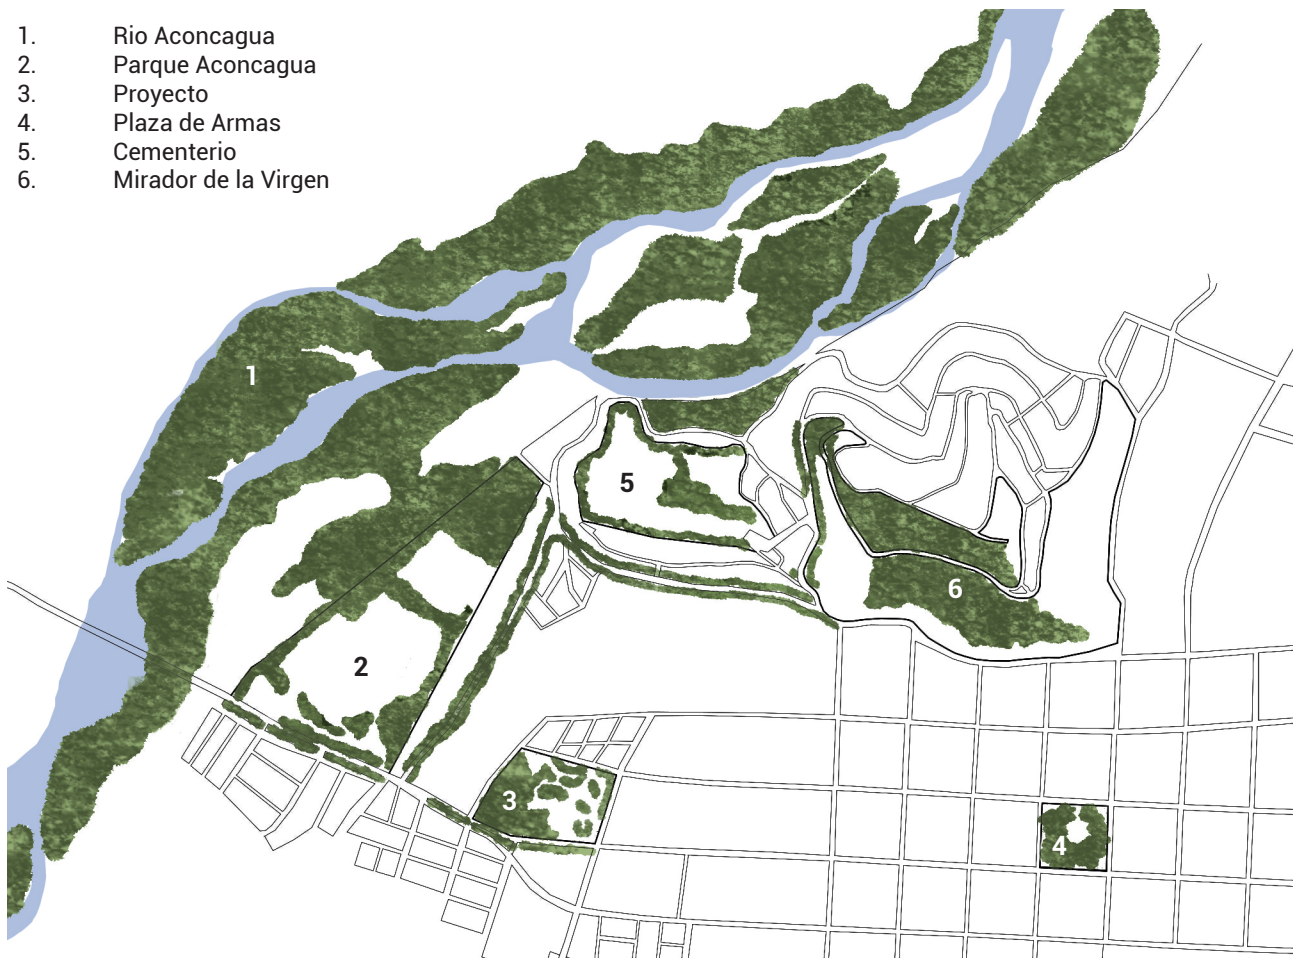 1. Rio Aconcagua
2. Parque Aconcagua
3. Proyecto
4. Plaza de Armas
5. Cementerio
6. Mirador de la Virgen
1
5
6
2
3
4